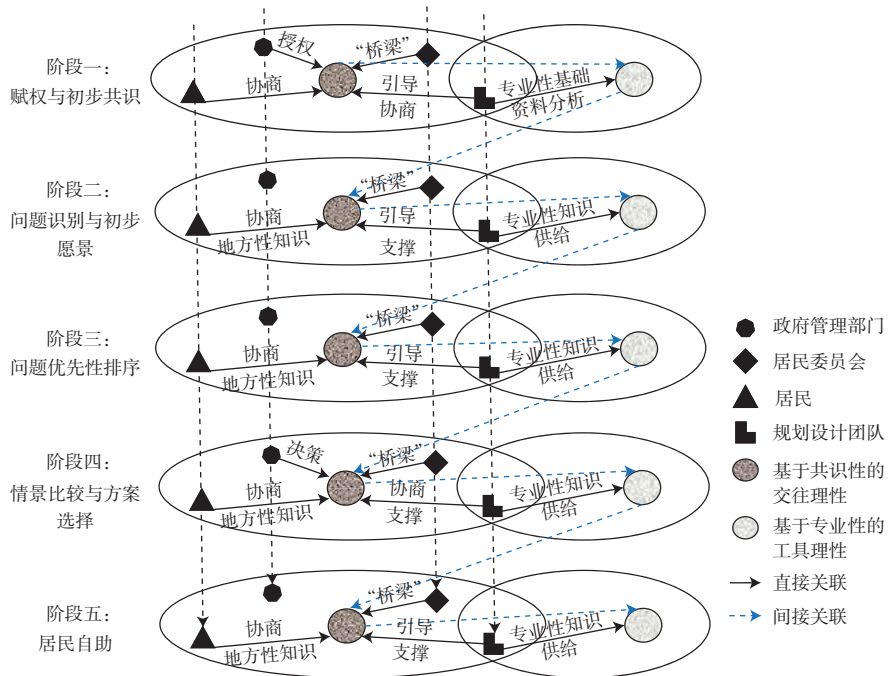 阶段一：
赋权与初步共识
授权
“桥梁”
协商
引导
协商
专业性基础
资料分析
阶段二：
问题识别与初步
愿景
“桥梁”
协商
地方性知识
引导
支撑
专业性知识
供给
阶段三：
问题优先性排序
“桥梁”
协商
地方性知识
引导
支撑
专业性知识
供给
阶段四：
情景比较与方案
选择
决策
“桥梁”
协商
地方性知识
协商
支撑
专业性知识
供给
阶段五：
居民自助
“桥梁”
协商
地方性知识
引导
支撑
专业性知识
供给
政府管理部门
居民委员会
居民
规划设计团队
基于共识性的
交往理性
基于专业性的
工具理性
直接关联
间接关联